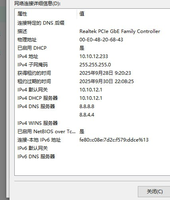 网络连接详细信息(D):
属性 值
连接特定的 DNS 后缀
描述 Realtek PCIe GbE Family Controller
物理地址 00-E0-4B-20-68-43
已启用 DHCP 是
IPv4 地址 10.10.12.233
IPv4 子网掩码 255.255.255.0
获得租约的时间 2025年9月28日 9:20:23
租约过期的时间 2025年9月30日 22:08:25
IPv4 默认网关 10.10.12.1
IPv4 DHCP 服务器 10.10.12.1
IPv4 DNS 服务器 8.8.8.8
8.8.4.4
IPv4 WINS 服务器
已启用 NetBIOS over Tc... 是
连接-本地 IPv6 地址 fe80::c08e:7d2cf579:ddce%13
IPv6 默认网关
IPv6 DNS 服务器
关闭(C)